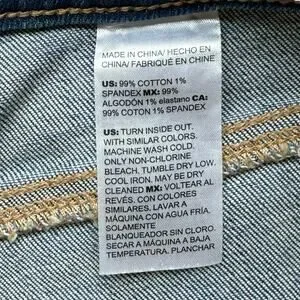 MADE IN CHINA/ HECHO EN
CHINA/ FABRIQUÉ EN CHINE
US: 99% COTTON 1%
SPANDEX MX: 99%
ALGODÓN 1% elastano CA:
99% COTON 1% SPANDEX
US: TURN INSIDE OUT.
WITH SIMILAR COLORS.
MACHINE WASH COLD.
ONLY NON-CHLORINE
BLEACH. TUMBLE DRY LOW.
COOL IRON. MAY BE DRY
CLEANED MX: VOLTEAR AL
REVÉS. CON COLORES
SIMILARES, LAVAR A
MÁQUINA CON AGUA FRÍA.
SOLAMENTE
BLANQUEADOR SIN CLORO.
SECAR A MÁQUINA A BAJA
TEMPERATURA. PLANCHAR